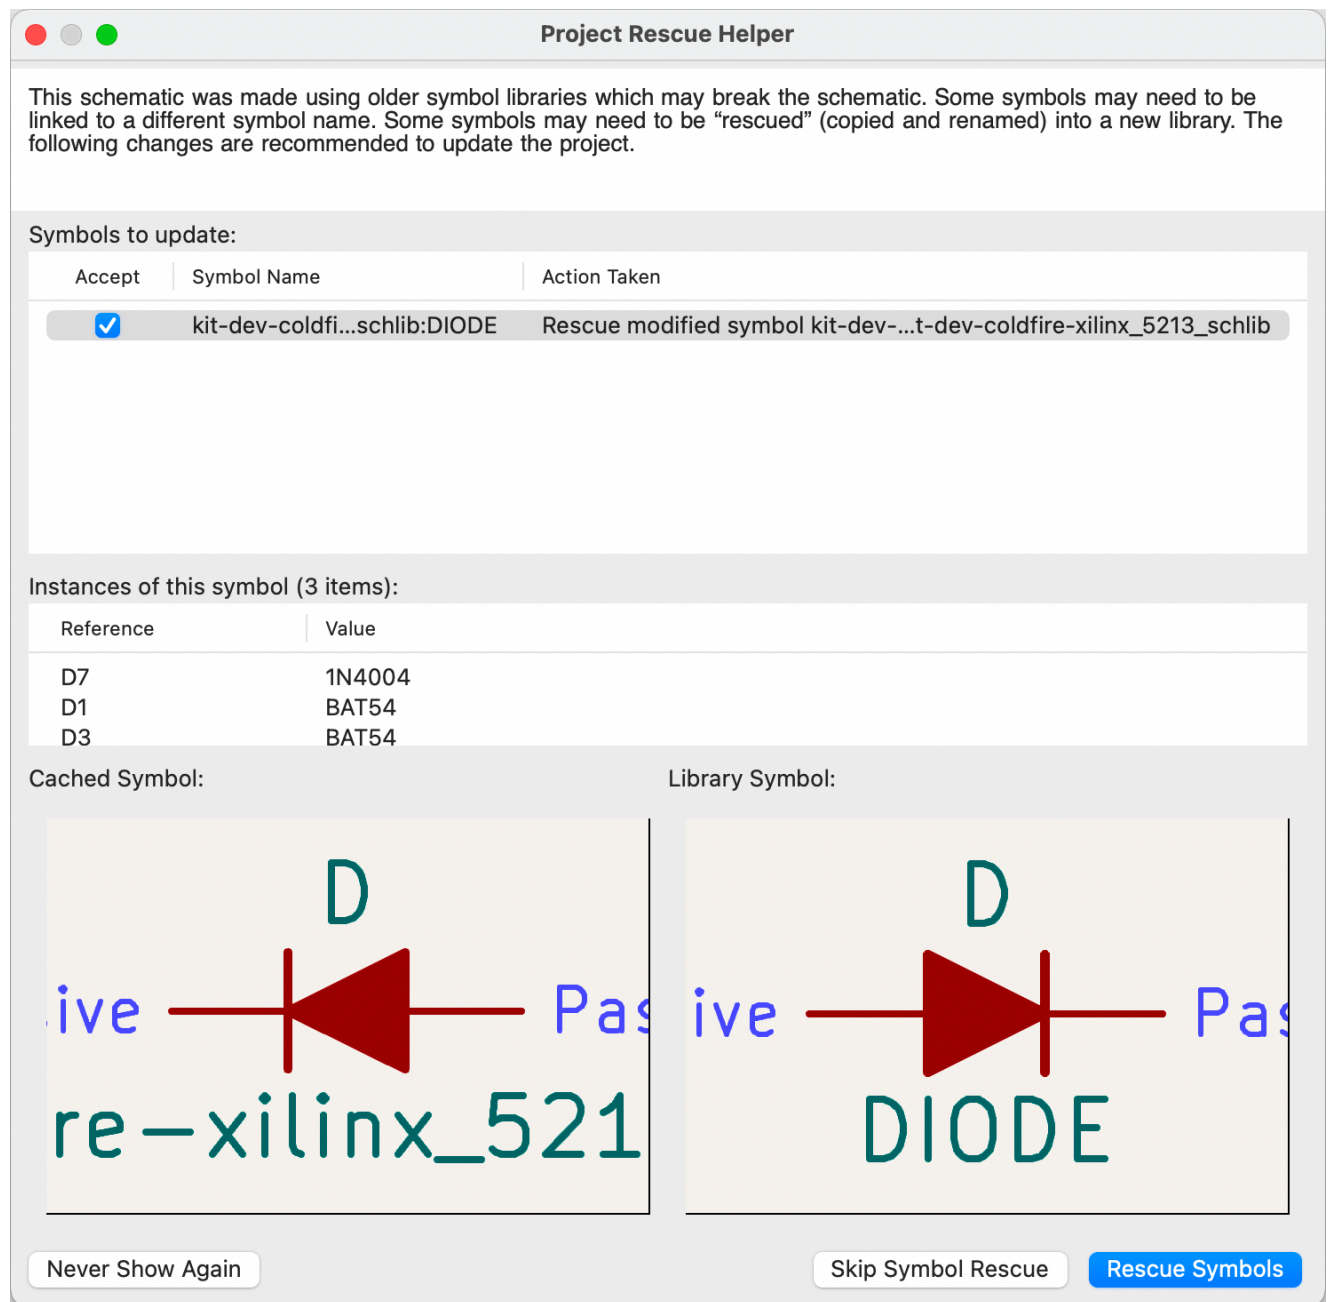 Project Rescue Helper
This schematic was made using older symbol libraries which may break the schematic. Some symbols may need to be
linked to a different symbol name. Some symbols may need to be “rescued” (copied and renamed) into a new library. The
following changes are recommended to update the project.
Symbols to update:
Accept Symbol Name Action Taken
kit-dev-coldfi...schlib:DIODE Rescue modified symbol kit-dev-...t-dev-coldfire-xilinx_5213_schlib
Instances of this symbol (3 items):
Reference Value
D7 1N4004
D1 BAT54
D3 BAT54
Cached Symbol: Library Symbol:
D D
ive Pas ive Pas
re-xilinx_521 DIODE
Never Show Again Skip Symbol Rescue Rescue Symbols